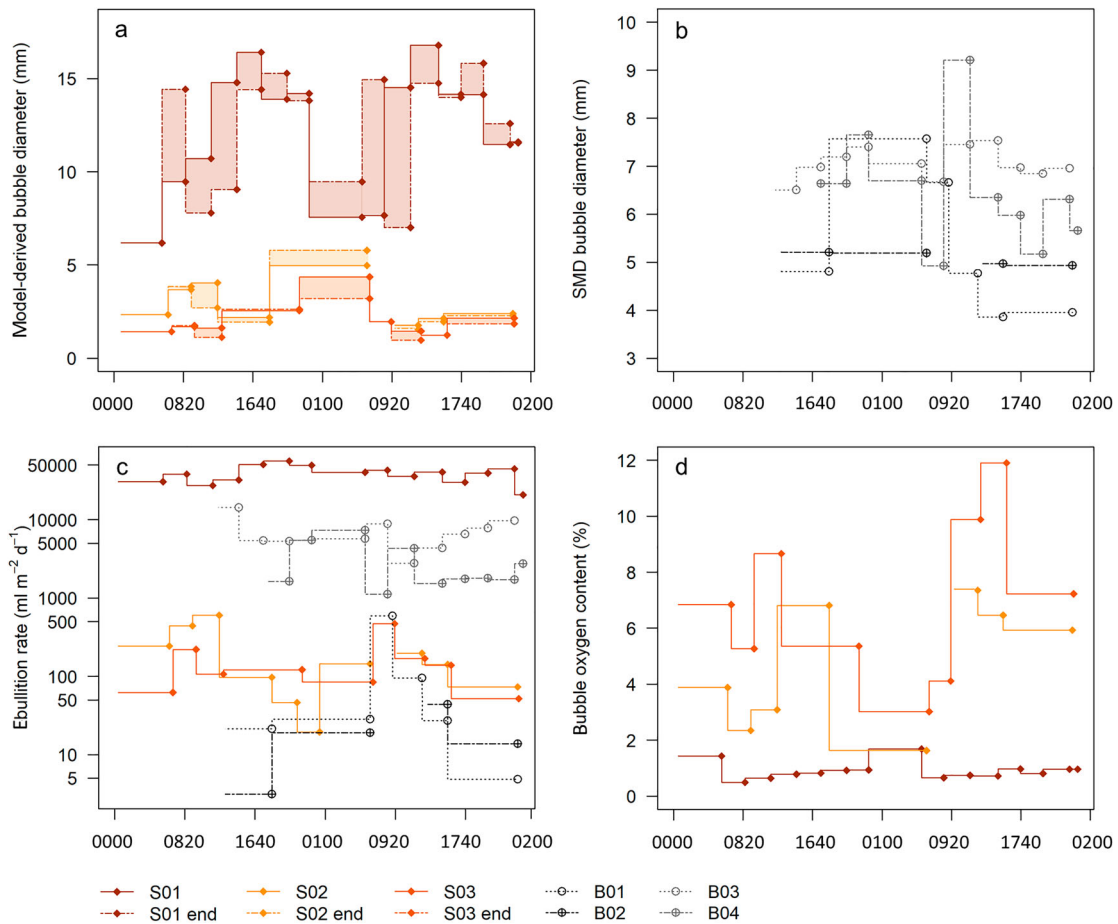 a
Model-derived bubble diameter (mm)
15
10
5
0
0000 0820 1640 0100 0920 1740 0200
b
SMD bubble diameter (mm)
10
9
8
7
6
5
4
3
0000 0820 1640 0100 0920 1740 0200
c
Ebullition rate (ml m⁻² d⁻¹)
50000
10000
5000
1000
500
100
50
10
5
0000 0820 1640 0100 0920 1740 0200
d
Bubble oxygen content (%)
12
10
8
6
4
2
0
0000 0820 1640 0100 0920 1740 0200
S01 S02 S03 B01 B03
S01 end S02 end S03 end B02 B04